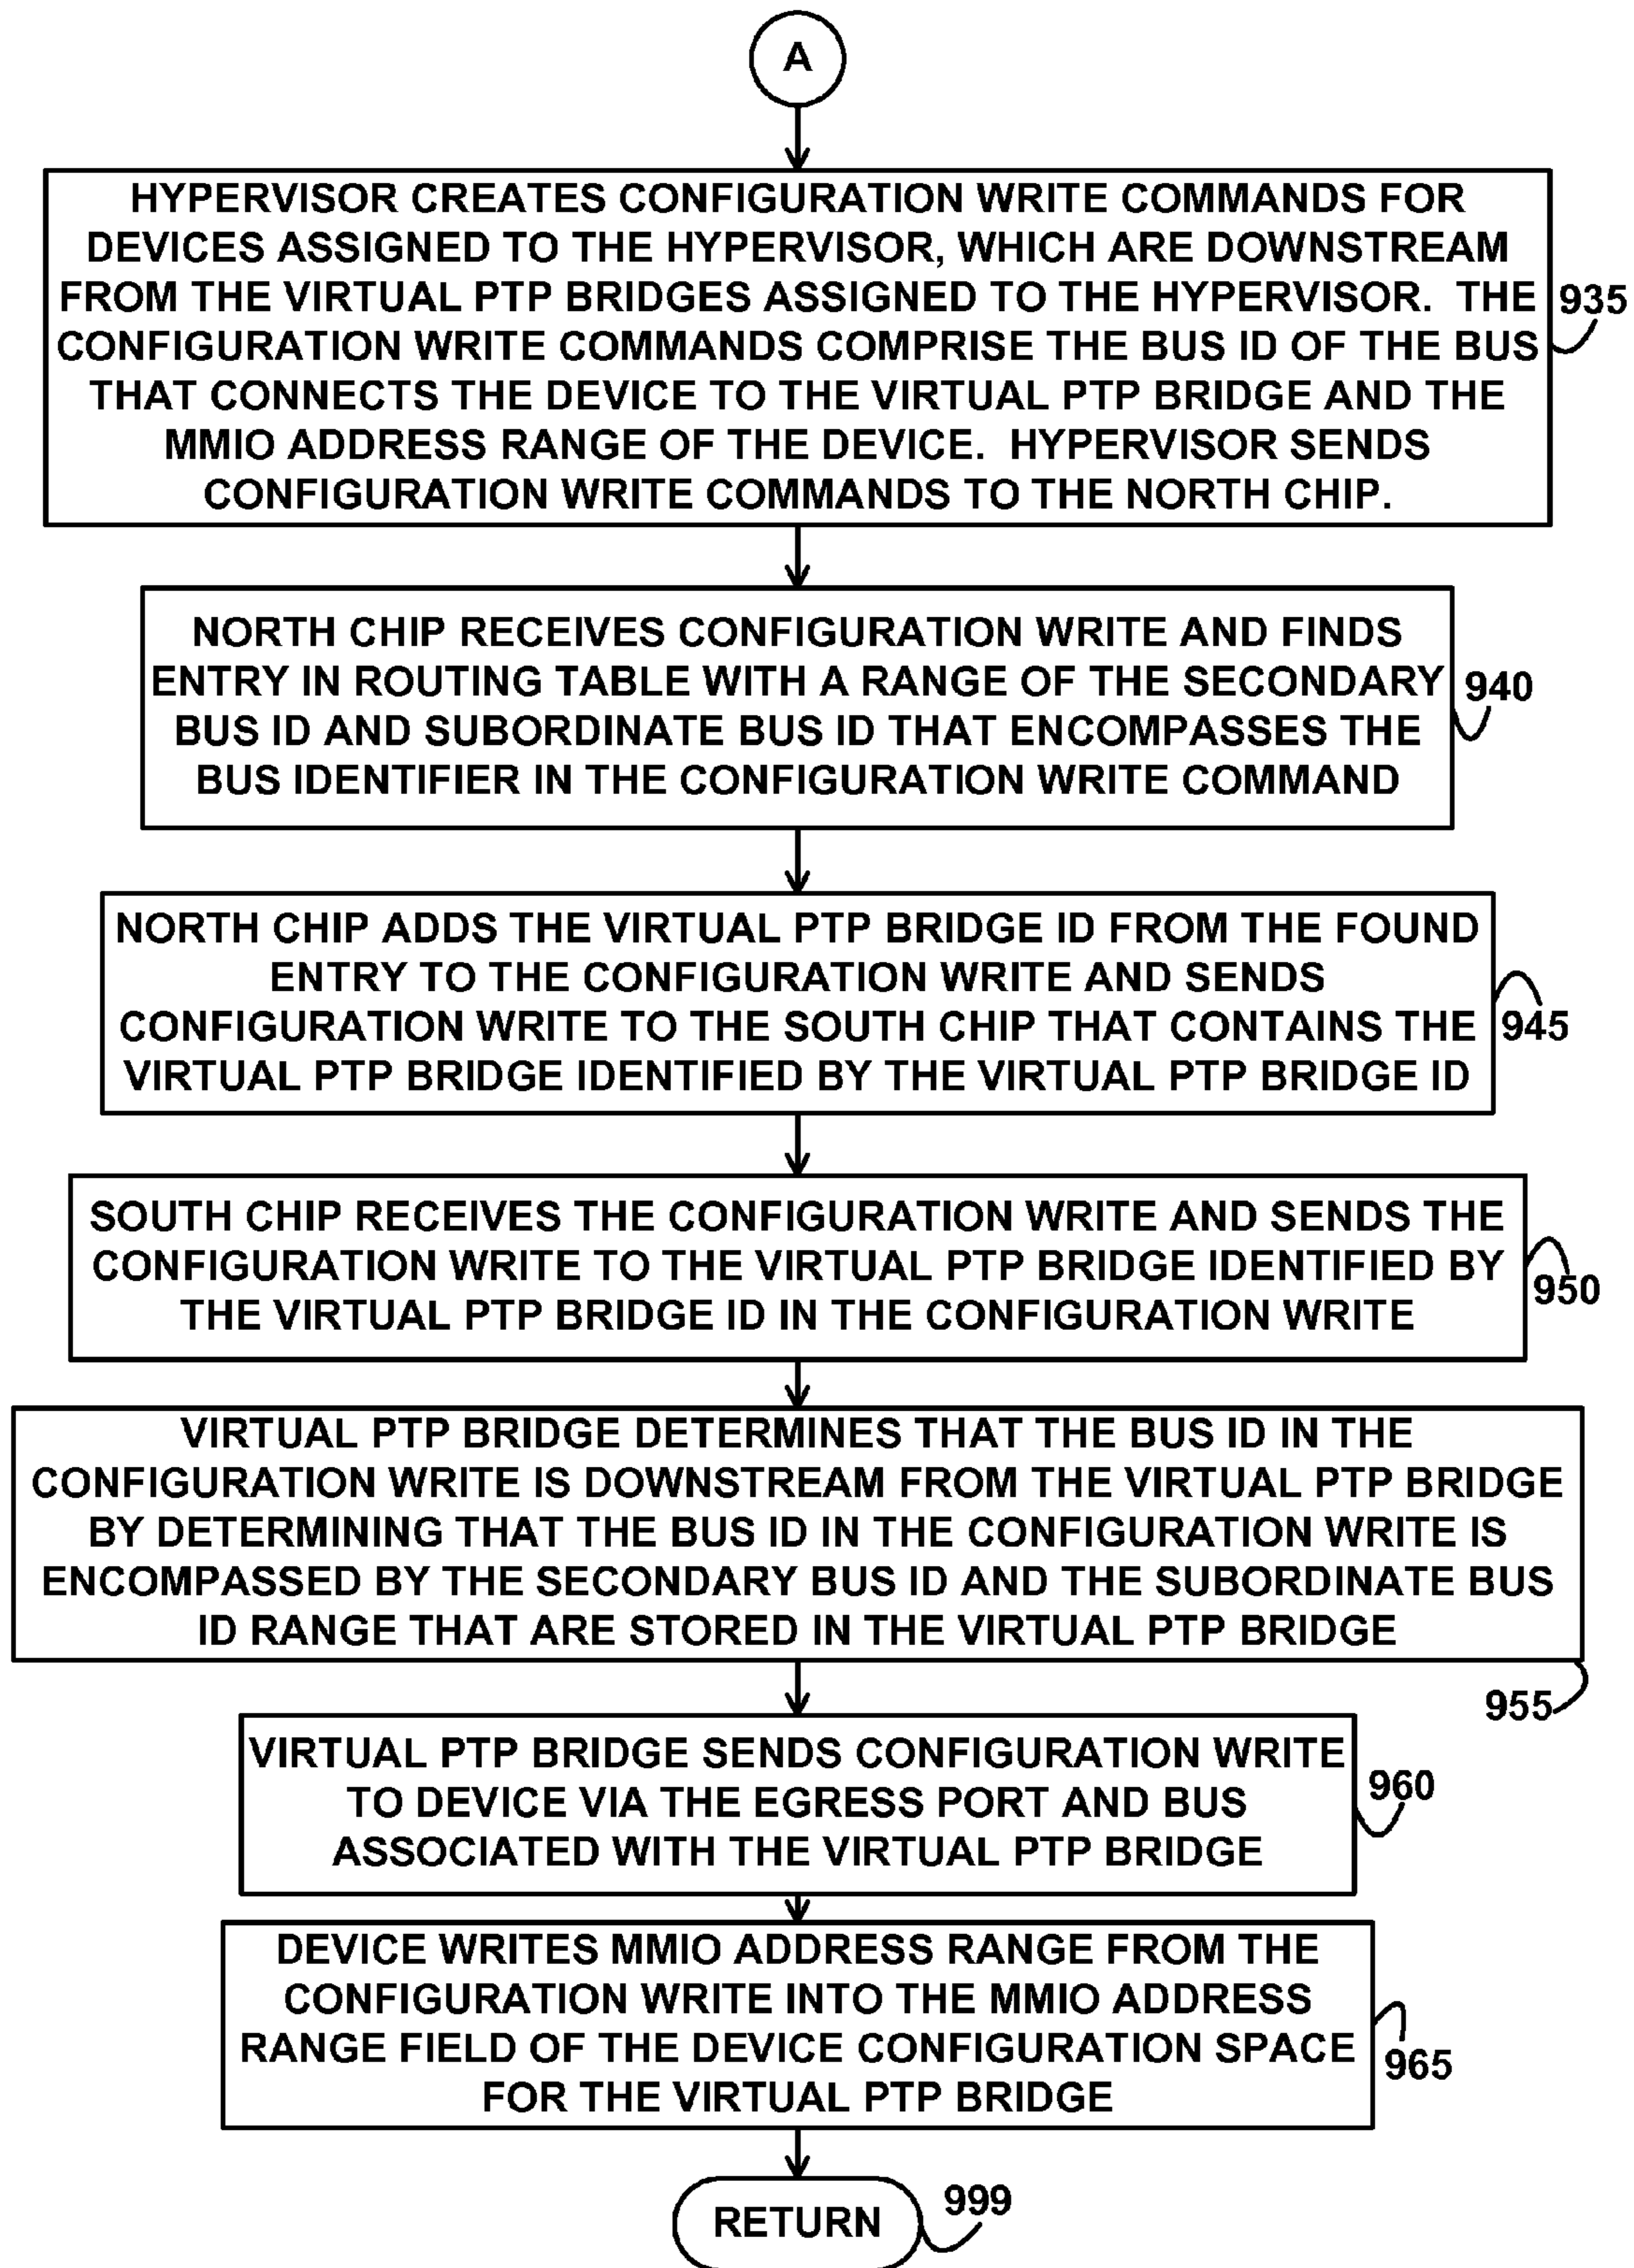 A
HYPERVISOR CREATES CONFIGURATION WRITE COMMANDS FOR
DEVICES ASSIGNED TO THE HYPERVISOR, WHICH ARE DOWNSTREAM
FROM THE VIRTUAL PTP BRIDGES ASSIGNED TO THE HYPERVISOR. THE
CONFIGURATION WRITE COMMANDS COMPRISE THE BUS ID OF THE BUS
THAT CONNECTS THE DEVICE TO THE VIRTUAL PTP BRIDGE AND THE
MMIO ADDRESS RANGE OF THE DEVICE. HYPERVISOR SENDS
CONFIGURATION WRITE COMMANDS TO THE NORTH CHIP.
935
NORTH CHIP RECEIVES CONFIGURATION WRITE AND FINDS
ENTRY IN ROUTING TABLE WITH A RANGE OF THE SECONDARY
BUS ID AND SUBORDINATE BUS ID THAT ENCOMPASSES THE
BUS IDENTIFIER IN THE CONFIGURATION WRITE COMMAND
940
NORTH CHIP ADDS THE VIRTUAL PTP BRIDGE ID FROM THE FOUND
ENTRY TO THE CONFIGURATION WRITE AND SENDS
CONFIGURATION WRITE TO THE SOUTH CHIP THAT CONTAINS THE
VIRTUAL PTP BRIDGE IDENTIFIED BY THE VIRTUAL PTP BRIDGE ID
945
SOUTH CHIP RECEIVES THE CONFIGURATION WRITE AND SENDS THE
CONFIGURATION WRITE TO THE VIRTUAL PTP BRIDGE IDENTIFIED BY
THE VIRTUAL PTP BRIDGE ID IN THE CONFIGURATION WRITE
950
VIRTUAL PTP BRIDGE DETERMINES THAT THE BUS ID IN THE
CONFIGURATION WRITE IS DOWNSTREAM FROM THE VIRTUAL PTP BRIDGE
BY DETERMINING THAT THE BUS ID IN THE CONFIGURATION WRITE IS
ENCOMPASSED BY THE SECONDARY BUS ID AND THE SUBORDINATE BUS
ID RANGE THAT ARE STORED IN THE VIRTUAL PTP BRIDGE
955
VIRTUAL PTP BRIDGE SENDS CONFIGURATION WRITE
TO DEVICE VIA THE EGRESS PORT AND BUS
ASSOCIATED WITH THE VIRTUAL PTP BRIDGE
960
DEVICE WRITES MMIO ADDRESS RANGE FROM THE
CONFIGURATION WRITE INTO THE MMIO ADDRESS
RANGE FIELD OF THE DEVICE CONFIGURATION SPACE
FOR THE VIRTUAL PTP BRIDGE
965
RETURN
999